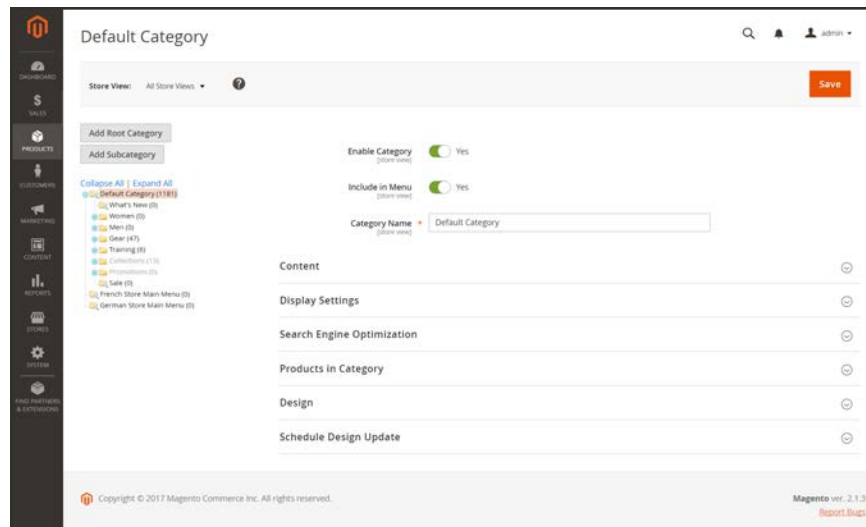 Default Category
admin
DASHBOARD
SALES
PRODUCTS
CUSTOMERS
MARKETING
CONTENT
REPORTS
STORES
SYSTEM
FIND PARTNERS
& EXTENSIONS
Store View: All Store Views
?
Save
Add Root Category
Add Subcategory
Collapse All | Expand All
Default Category (1181)
What's New (0)
Women (0)
Men (0)
Gear (47)
Training (6)
Collections (13)
Promotions (0)
Sale (0)
French Store Main Menu (0)
German Store Main Menu (0)
Enable Category
[store view]
Yes
Include in Menu
[store view]
Yes
Category Name *
[store view]
Default Category
Content
Display Settings
Search Engine Optimization
Products in Category
Design
Schedule Design Update
Copyright © 2017 Magento Commerce Inc. All rights reserved.
Magento ver. 2.1.3
Report Bugs